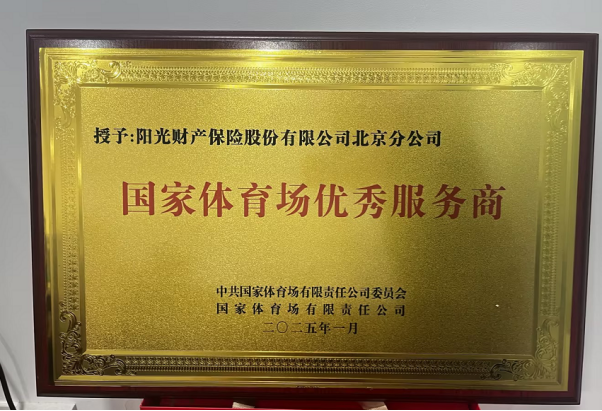 授予:阳光财产保险股份有限公司北京分公司
国家体育场优秀服务商
中共国家体育场有限责任公司委员会
国家体育场有限责任公司
二〇二五年一月